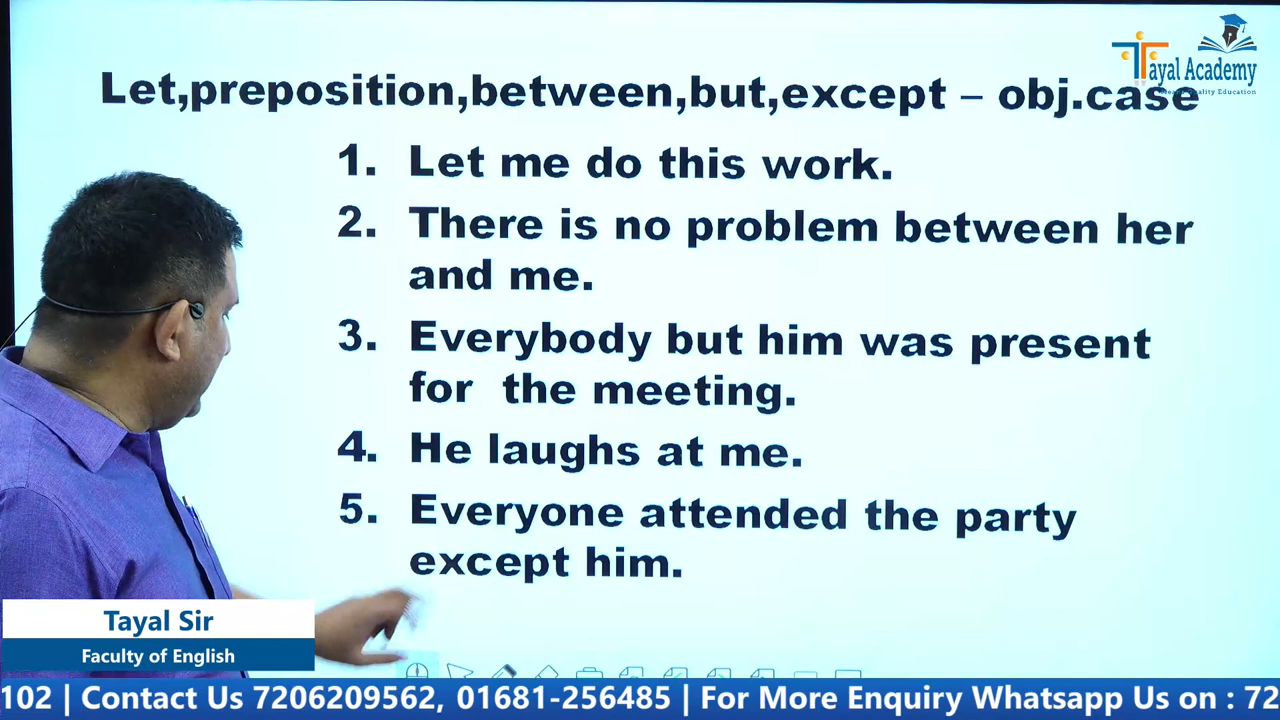 ayal Academy
Let,preposition,between,but,except – obj.case
1. Let me do this work.
2. There is no problem between her
and me.
3. Everybody but him was present
for the meeting.
4. He laughs at me.
5. Everyone attended the party
except him.
Tayal Sir
Faculty of English
102 | Contact Us 7206209562, 01681-256485 | For More Enquiry Whatsapp Us on : 72